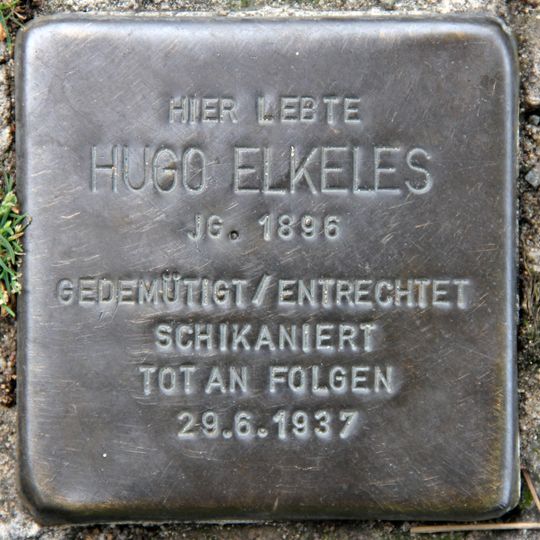 HIER LEBTE
HUGO ELKELES
JG. 1896
GEDEMÜTIGT/ENTRECHTET
SCHIKANIERT
TOT AN FOLGEN
29.6.1937